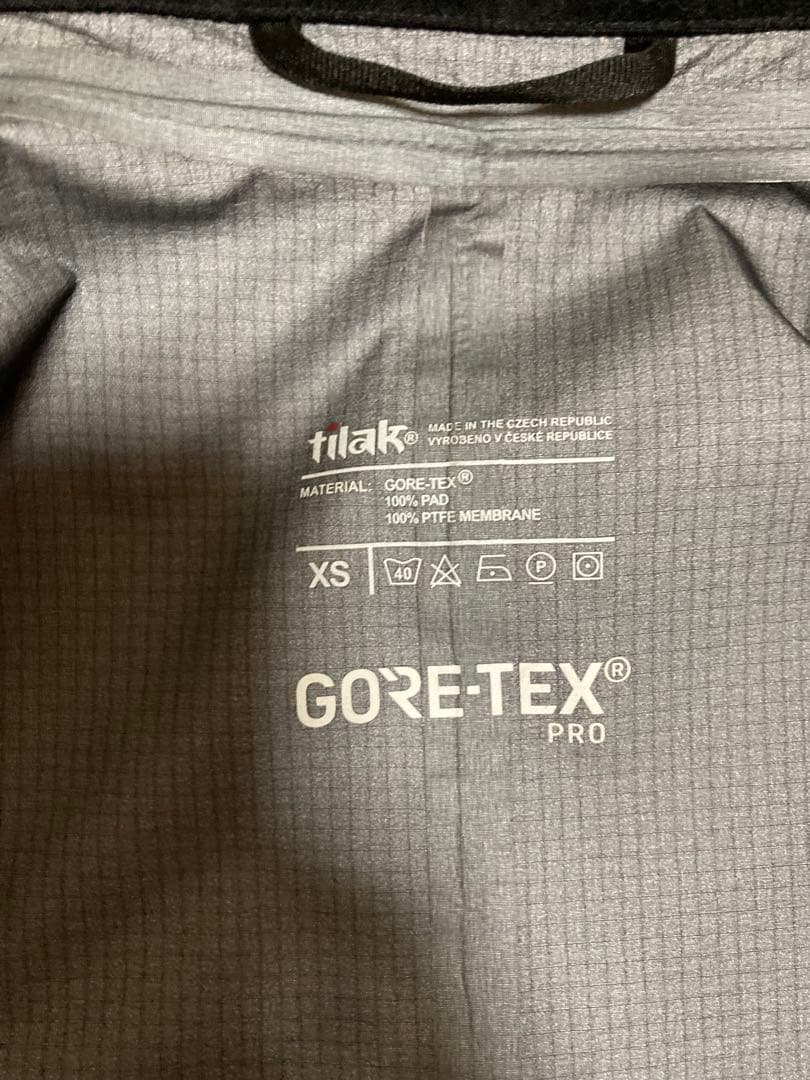 tilak®
MADE IN THE CZECH REPUBLIC
VYROBENO V ČESKÉ REPUBLICE
MATERIAL: GORE-TEX®
100% PAD
100% PTFE MEMBRANE
XS 40 P
GORE-TEX®
PRO